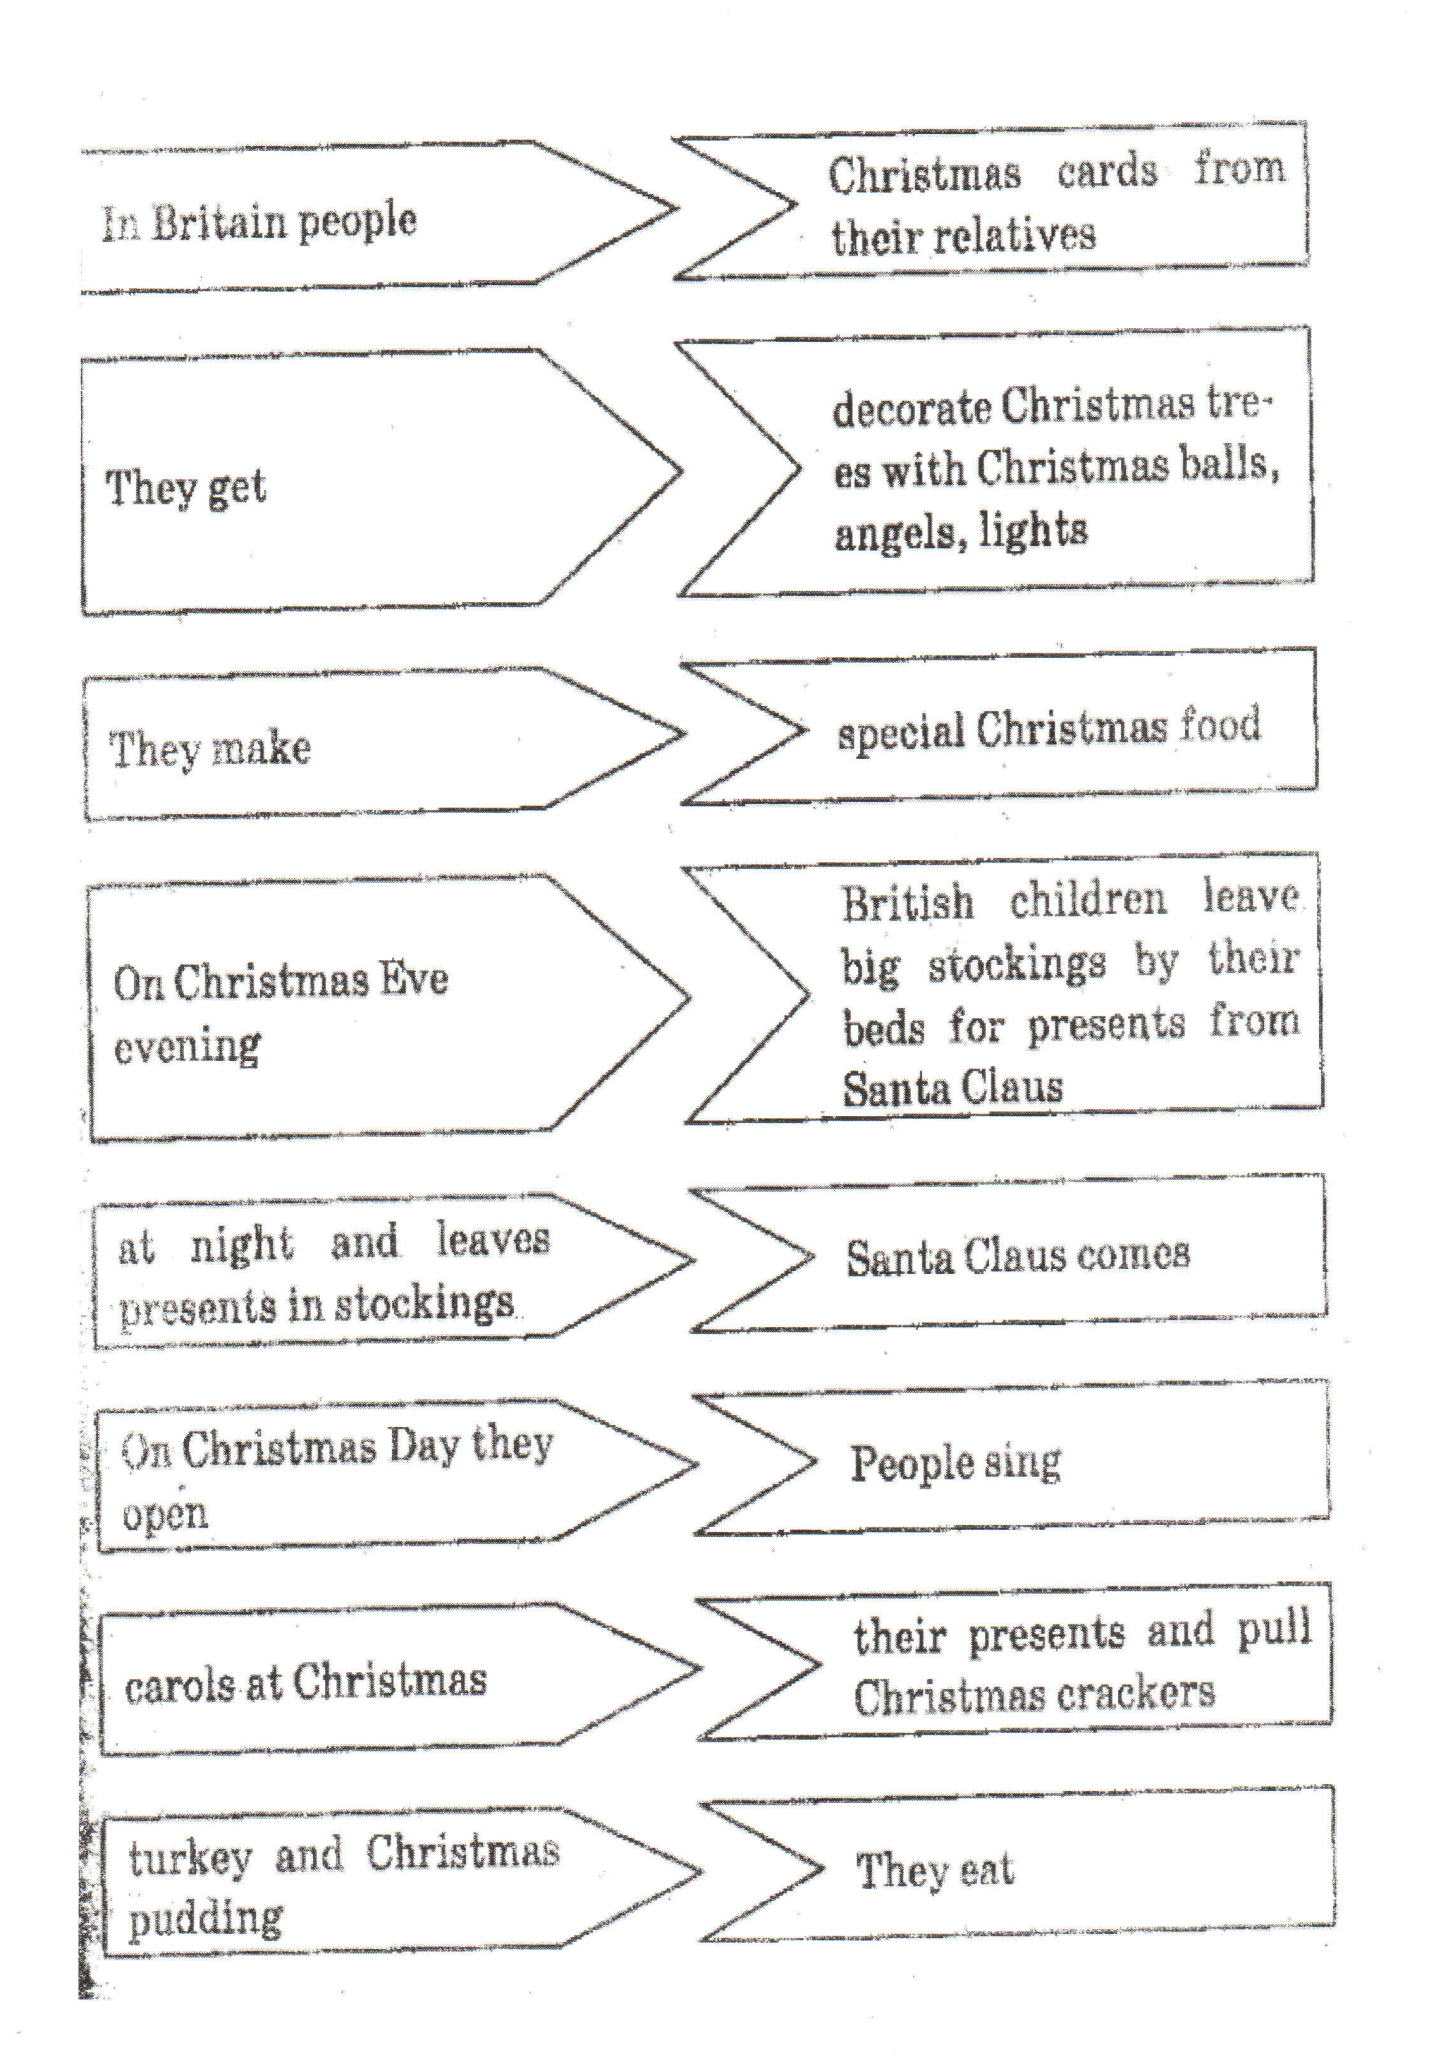 In Britain people
Christmas cards from
their relatives
They get
decorate Christmas tre-
es with Christmas balls,
angels, lights
They make
special Christmas food
On Christmas Eve
evening
British children leave
big stockings by their
beds for presents from
Santa Claus
at night and leaves
presents in stockings
Santa Claus comes
On Christmas Day they
open
People sing
carols at Christmas
their presents and pull
Christmas crackers
turkey and Christmas
pudding
They eat